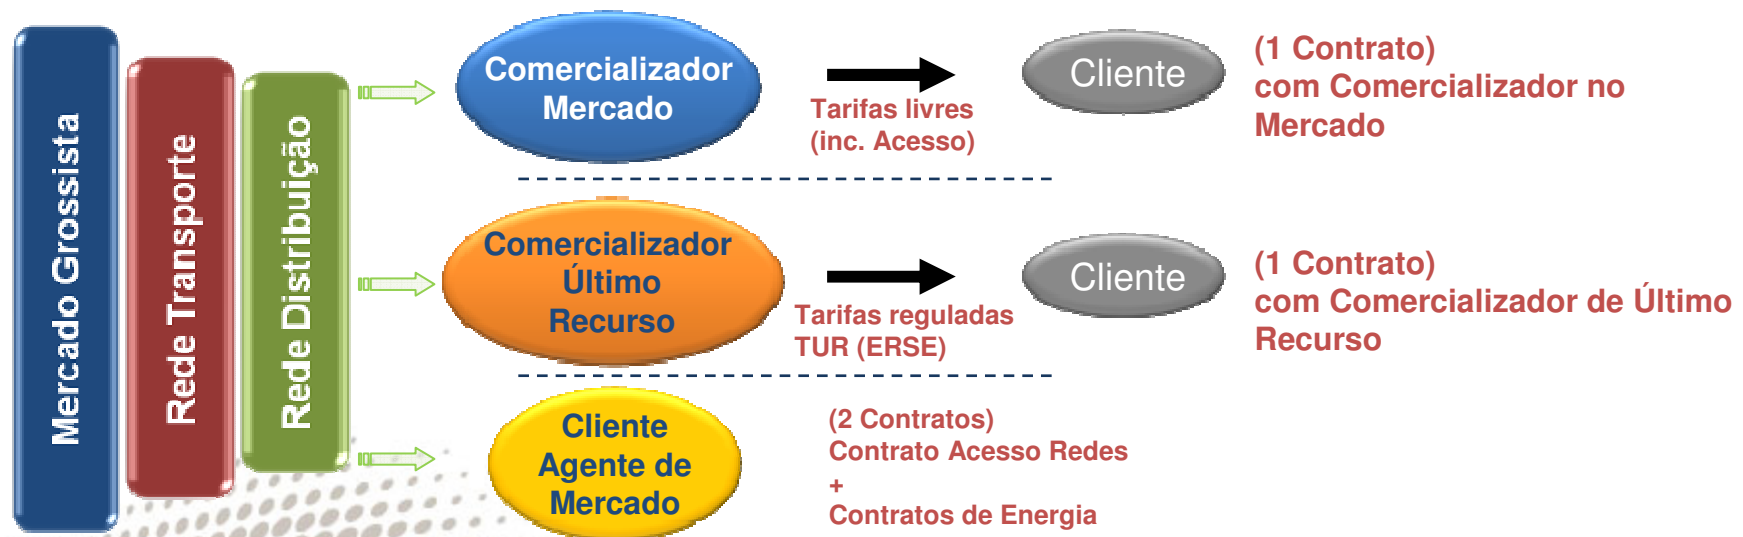 Mercado Grossista
Rede Transporte
Rede Distribuição
Comercializador
Mercado
Tarifas livres
(inc. Acesso)
Cliente
(1 Contrato)
com Comercializador no
Mercado
Comercializador
Último
Recurso
Tarifas reguladas
TUR (ERSE)
Cliente
(1 Contrato)
com Comercializador de Último
Recurso
Cliente
Agente de
Mercado
(2 Contratos)
Contrato Acesso Redes
+
Contratos de Energia